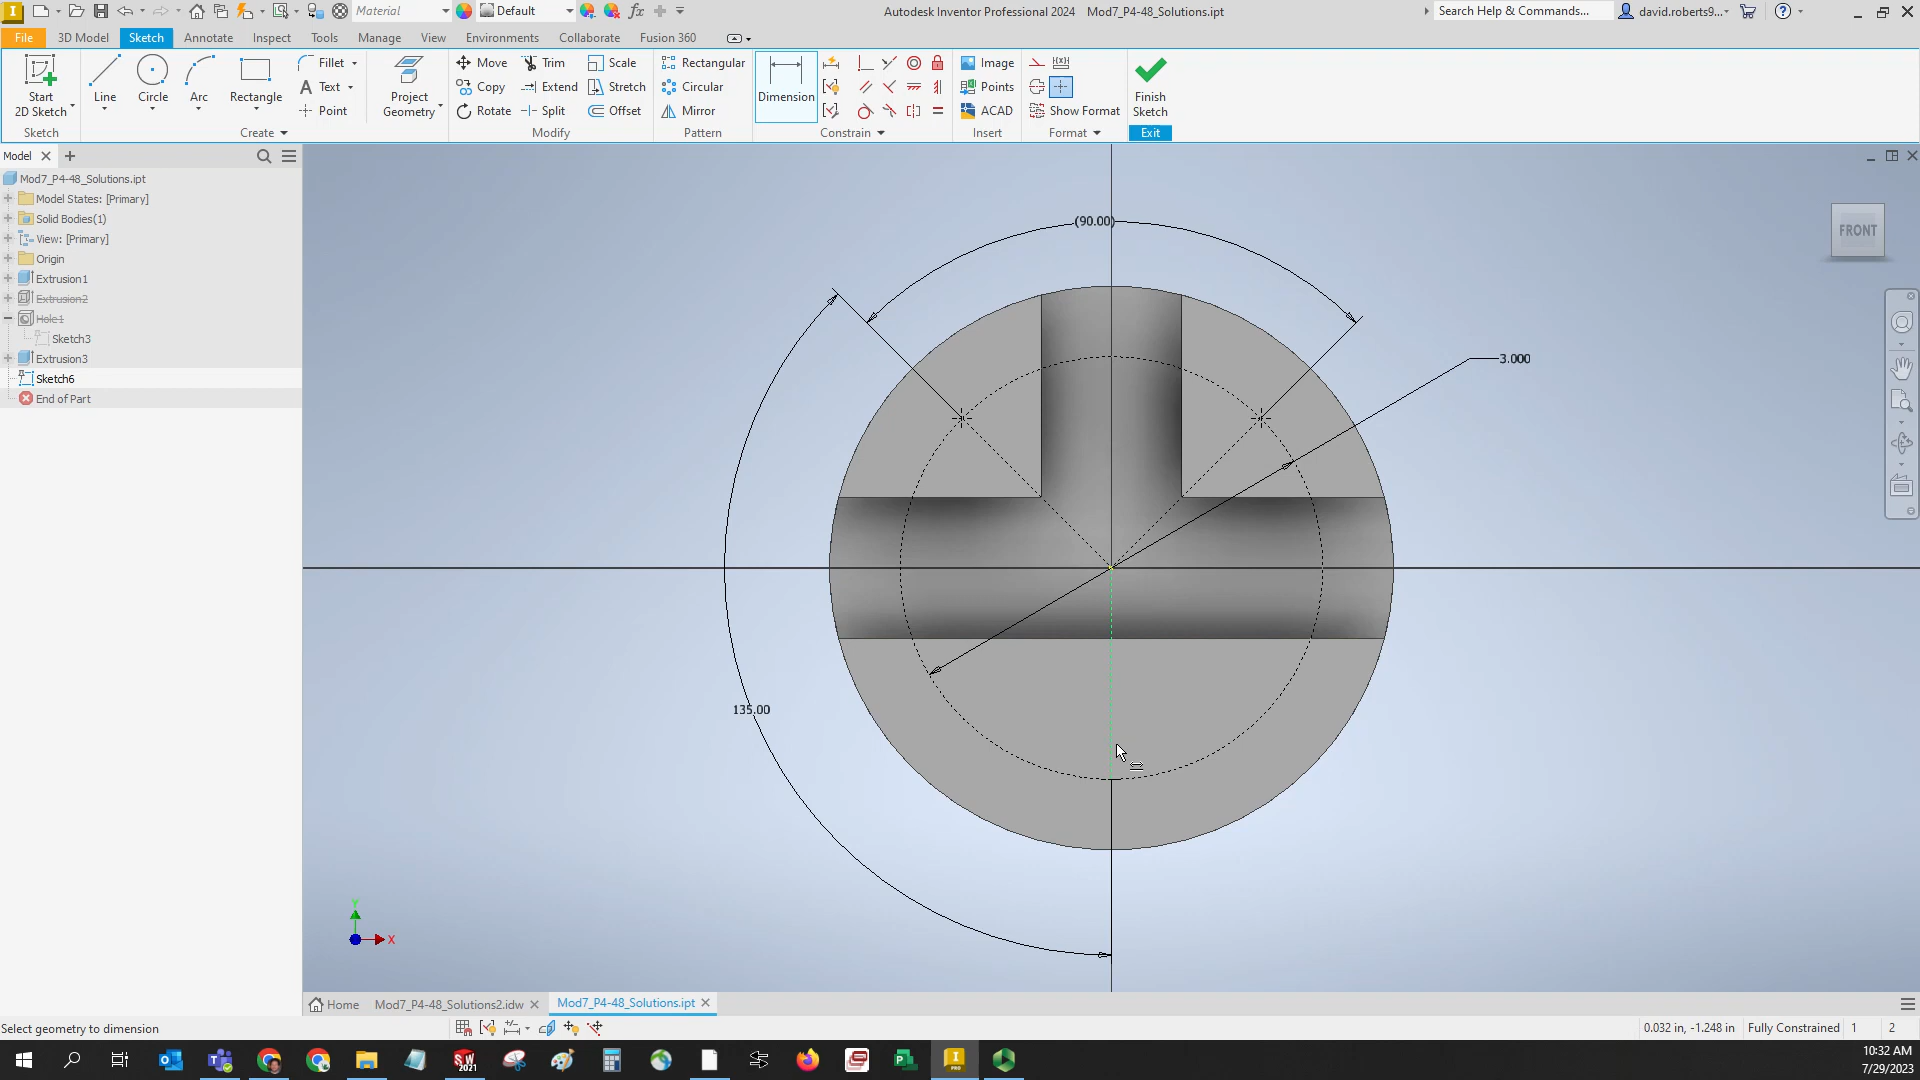 Material
Default
fx
Autodesk Inventor Professional 2024 Mod7_P4-48_Solutions.ipt
Search Help & Commands...
david.roberts9...
File 3D Model Sketch Annotate Inspect Tools Manage View Environments Collaborate Fusion 360
Start
2D Sketch
Line
Circle
Arc
Rectangle
Fillet
Text
Point
Project
Geometry
Move
Trim
Scale
Copy
Extend
Stretch
Rotate
Split
Offset
Rectangular
Circular
Mirror
Dimension
Image
Points
ACAD
Show Format
Finish
Sketch
Sketch
Create
Modify
Pattern
Constrain
Insert
Format
Exit
Model
Mod7_P4-48_Solutions.ipt
Model States: [Primary]
Solid Bodies(1)
View: [Primary]
Origin
Extrusion1
Extrusion2
Hole1
Sketch3
Extrusion3
Sketch6
End of Part
FRONT
(90.00)
3.000
135.00
Y
X
Home Mod7_P4-48_Solutions2.idw Mod7_P4-48_Solutions.ipt
Select geometry to dimension
0.032 in, -1.248 in Fully Constrained 1 2
10:32 AM
7/29/2023